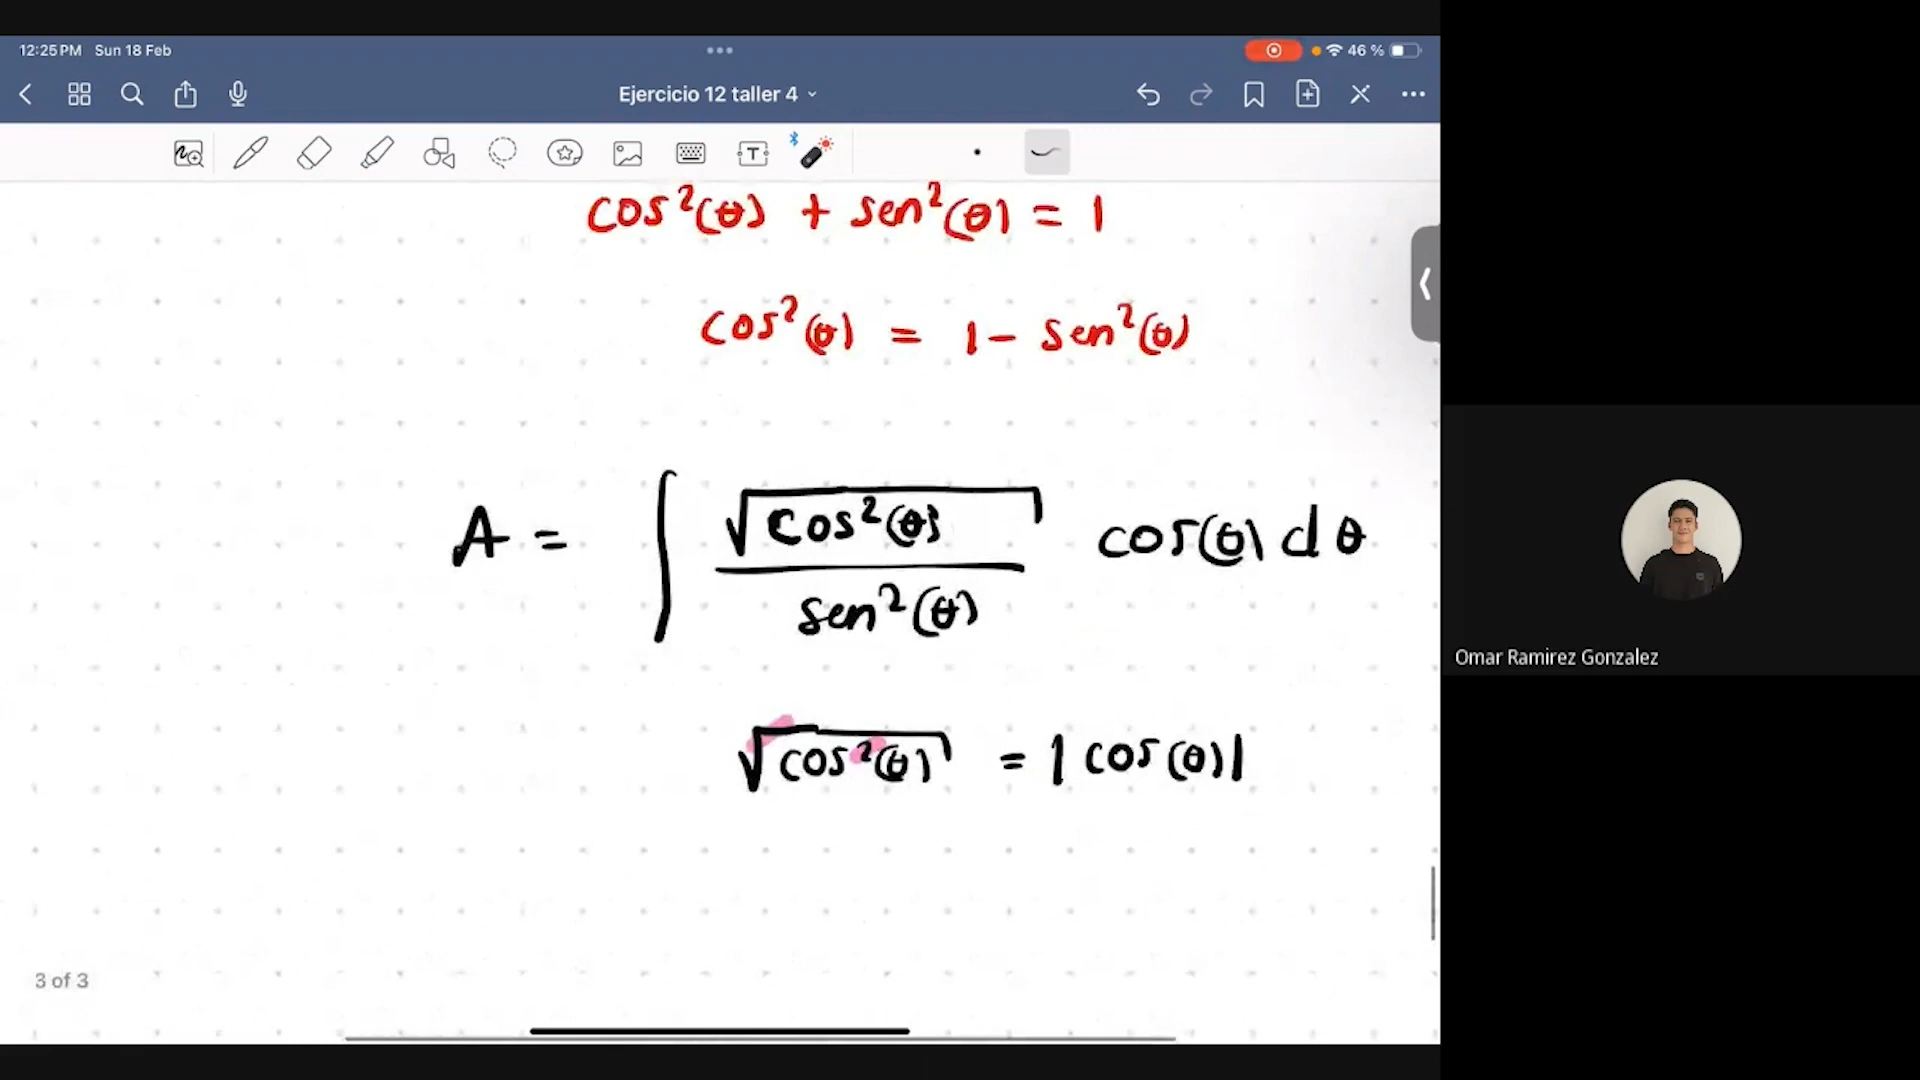 12:25 PM Sun 18 Feb
46 %
Ejercicio 12 taller 4
cos²(θ) + sen²(θ) = 1
cos²(θ) = 1 - sen²(θ)
A = ∫ √cos²(θ) / sen²(θ) cos(θ) dθ
√cos²(θ) = |cos(θ)|
3 of 3
Omar Ramirez Gonzalez